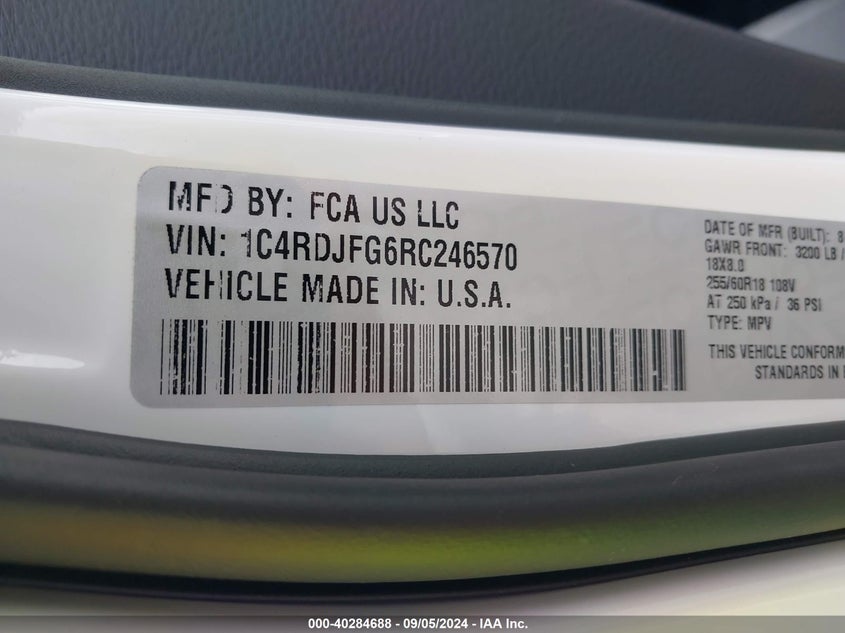 MFD BY: FCA US LLC
VIN: 1C4RDJFG6RC246570
VEHICLE MADE IN: U.S.A.
DATE OF MFR (BUILT): 8
GAWR FRONT: 3200 LB /
18X8.0
255/60R18 108V
AT 250 kPa / 36 PSI
TYPE: MPV
THIS VEHICLE CONFORM
STANDARDS IN
000-40284688 - 09/05/2024 - IAA Inc.